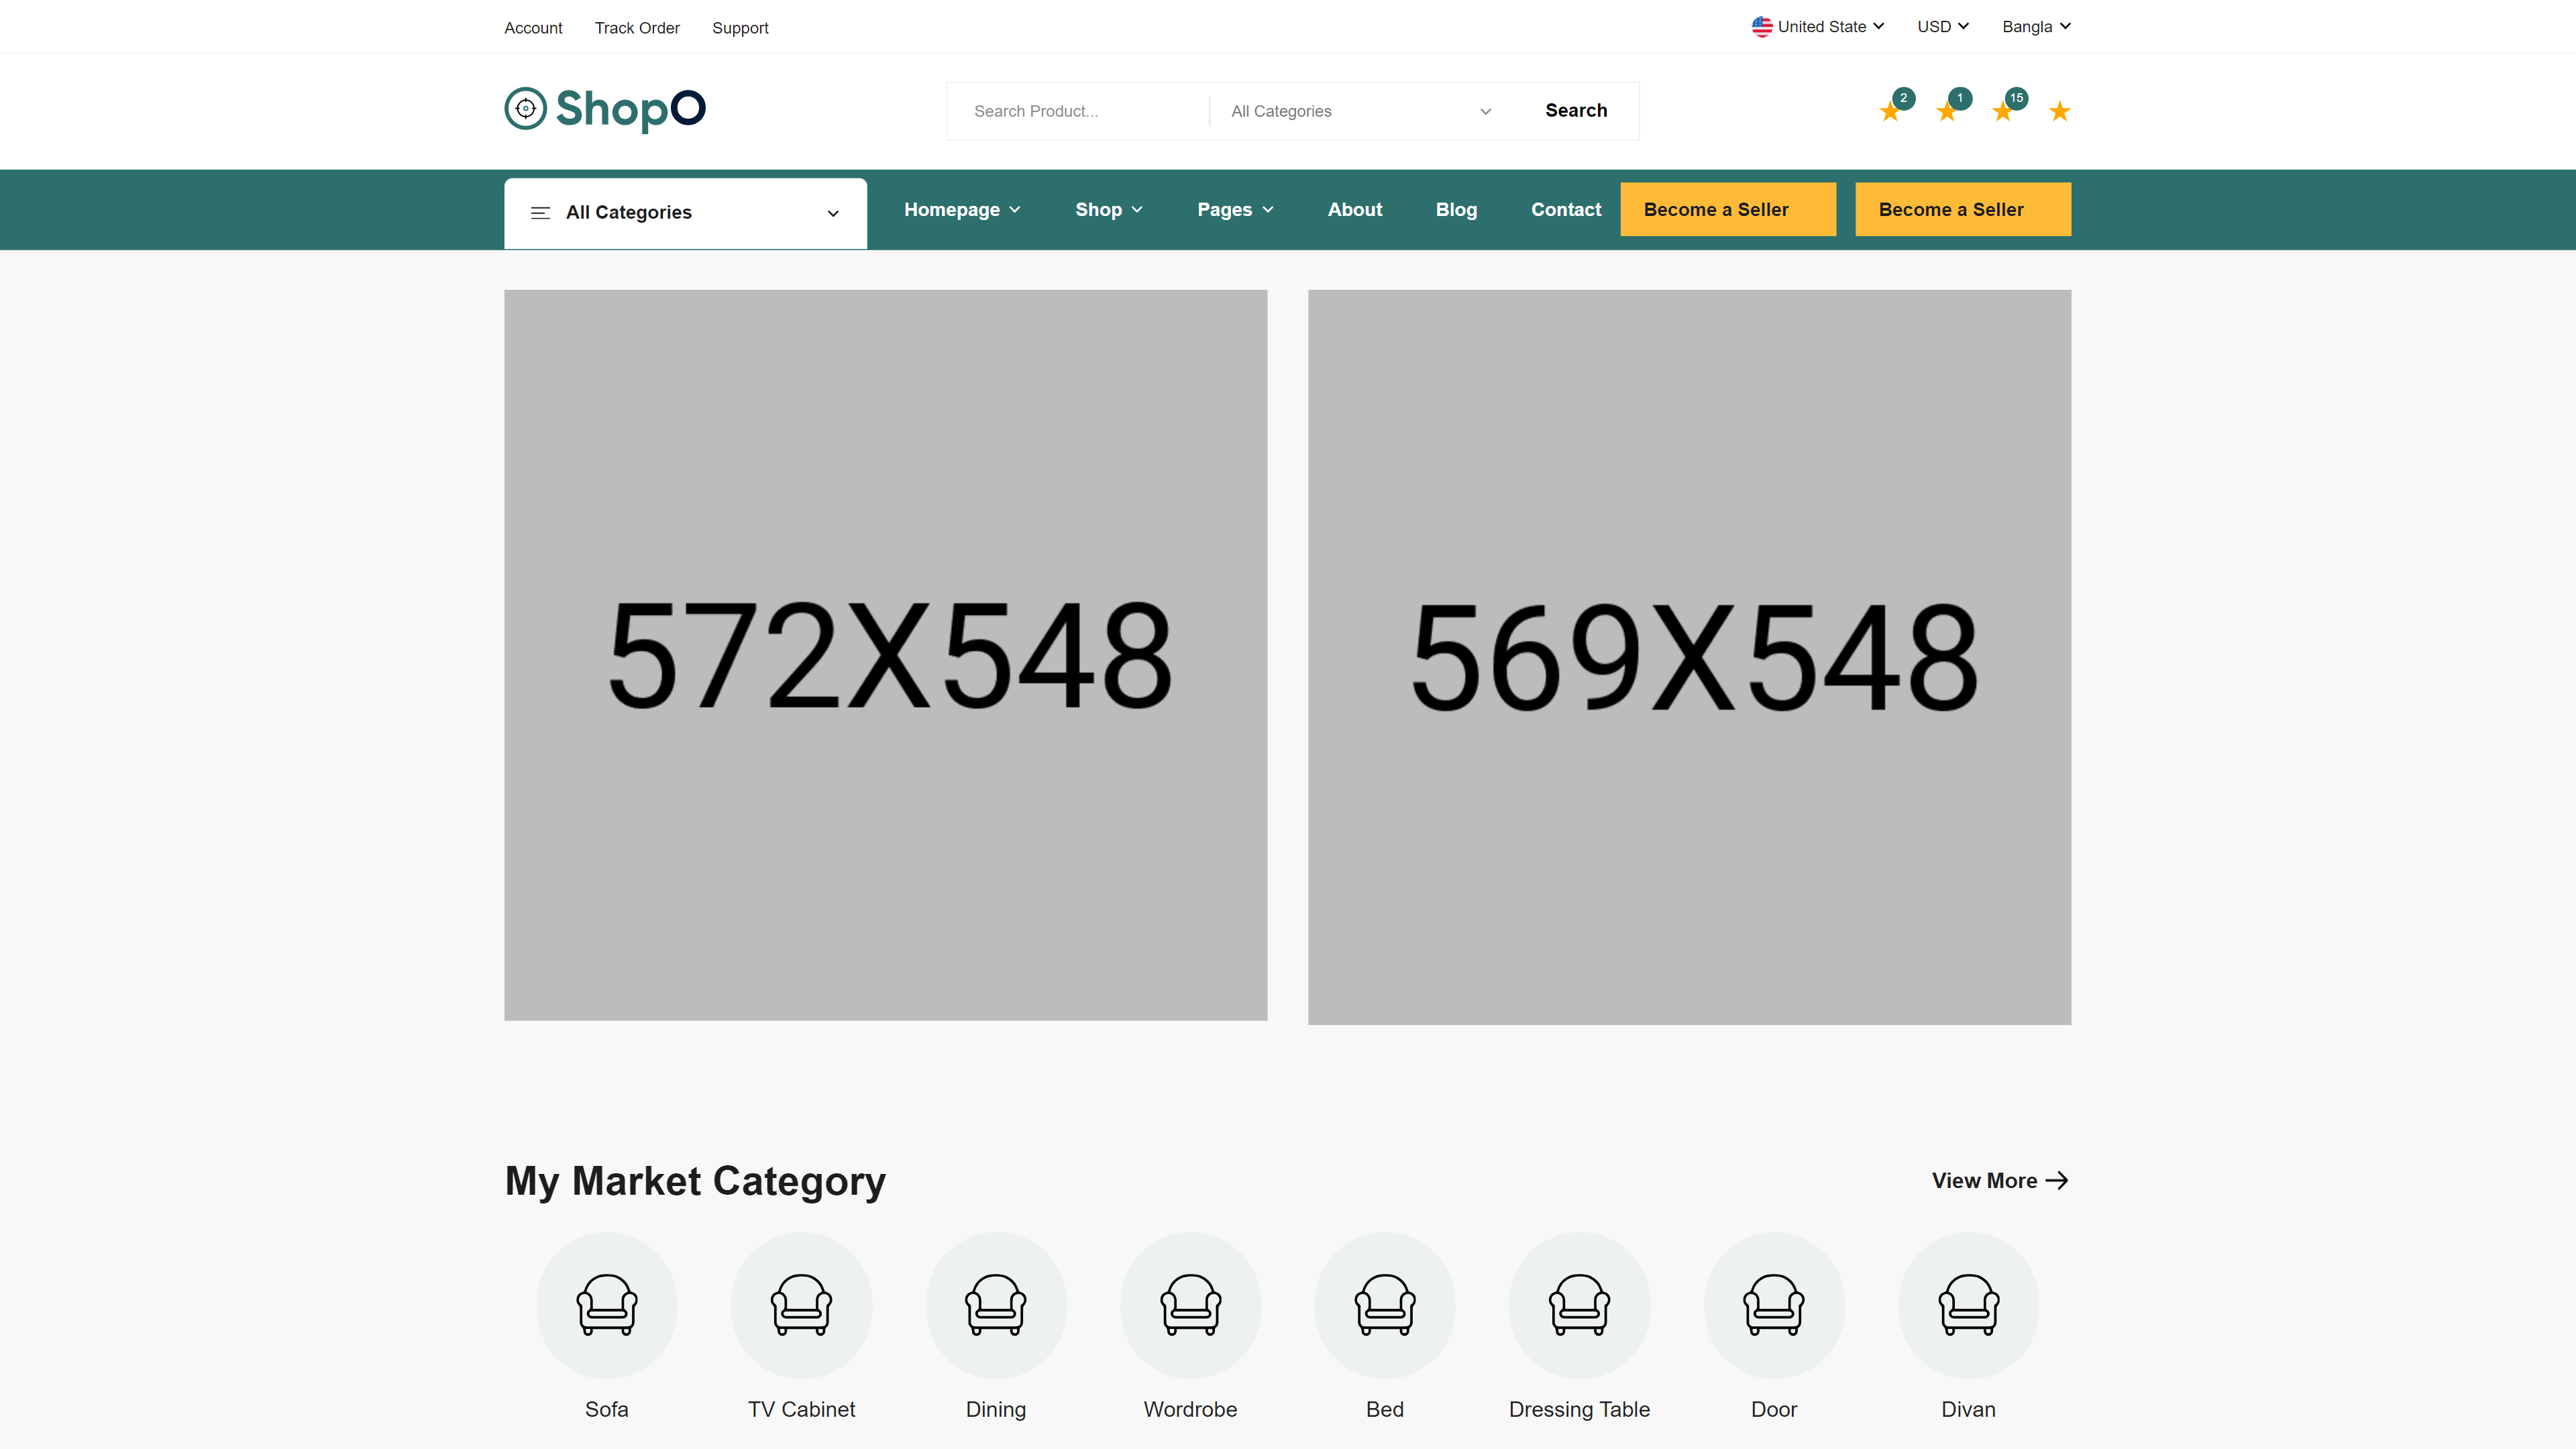 Account Track Order Support United State USD Bangla
ShopO Search Product... All Categories Search 2 1 15
All Categories Homepage Shop Pages About Blog Contact Become a Seller Become a Seller
572X548 569X548
My Market Category View More
Sofa TV Cabinet Dining Wordrobe Bed Dressing Table Door Divan